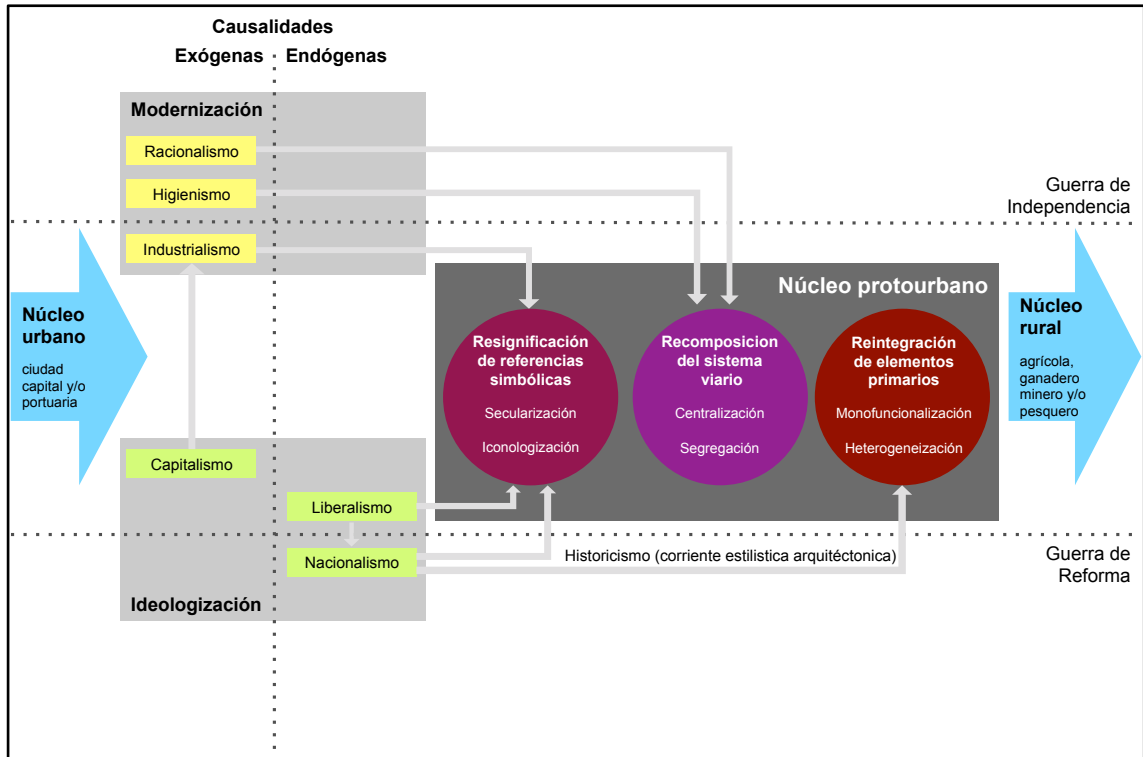 Causalidades
Exógenas
Endógenas
Modernización
Racionalismo
Higienismo
Industrialismo
Guerra de
Independencia
Núcleo
urbano
ciudad
capital y/o
portuaria
Núcleo protourbano
Resignificación
de referencias
simbólicas
Secularización
Iconologización
Recomposicion
del sistema
viario
Centralización
Segregación
Reintegración
de elementos
primarios
Monofuncionalización
Heterogeneización
Núcleo
rural
agrícola,
ganadero
minero y/o
pesquero
Capitalismo
Liberalismo
Nacionalismo
Historicismo (corriente estilistica arquitéctonica)
Ideologización
Guerra de
Reforma